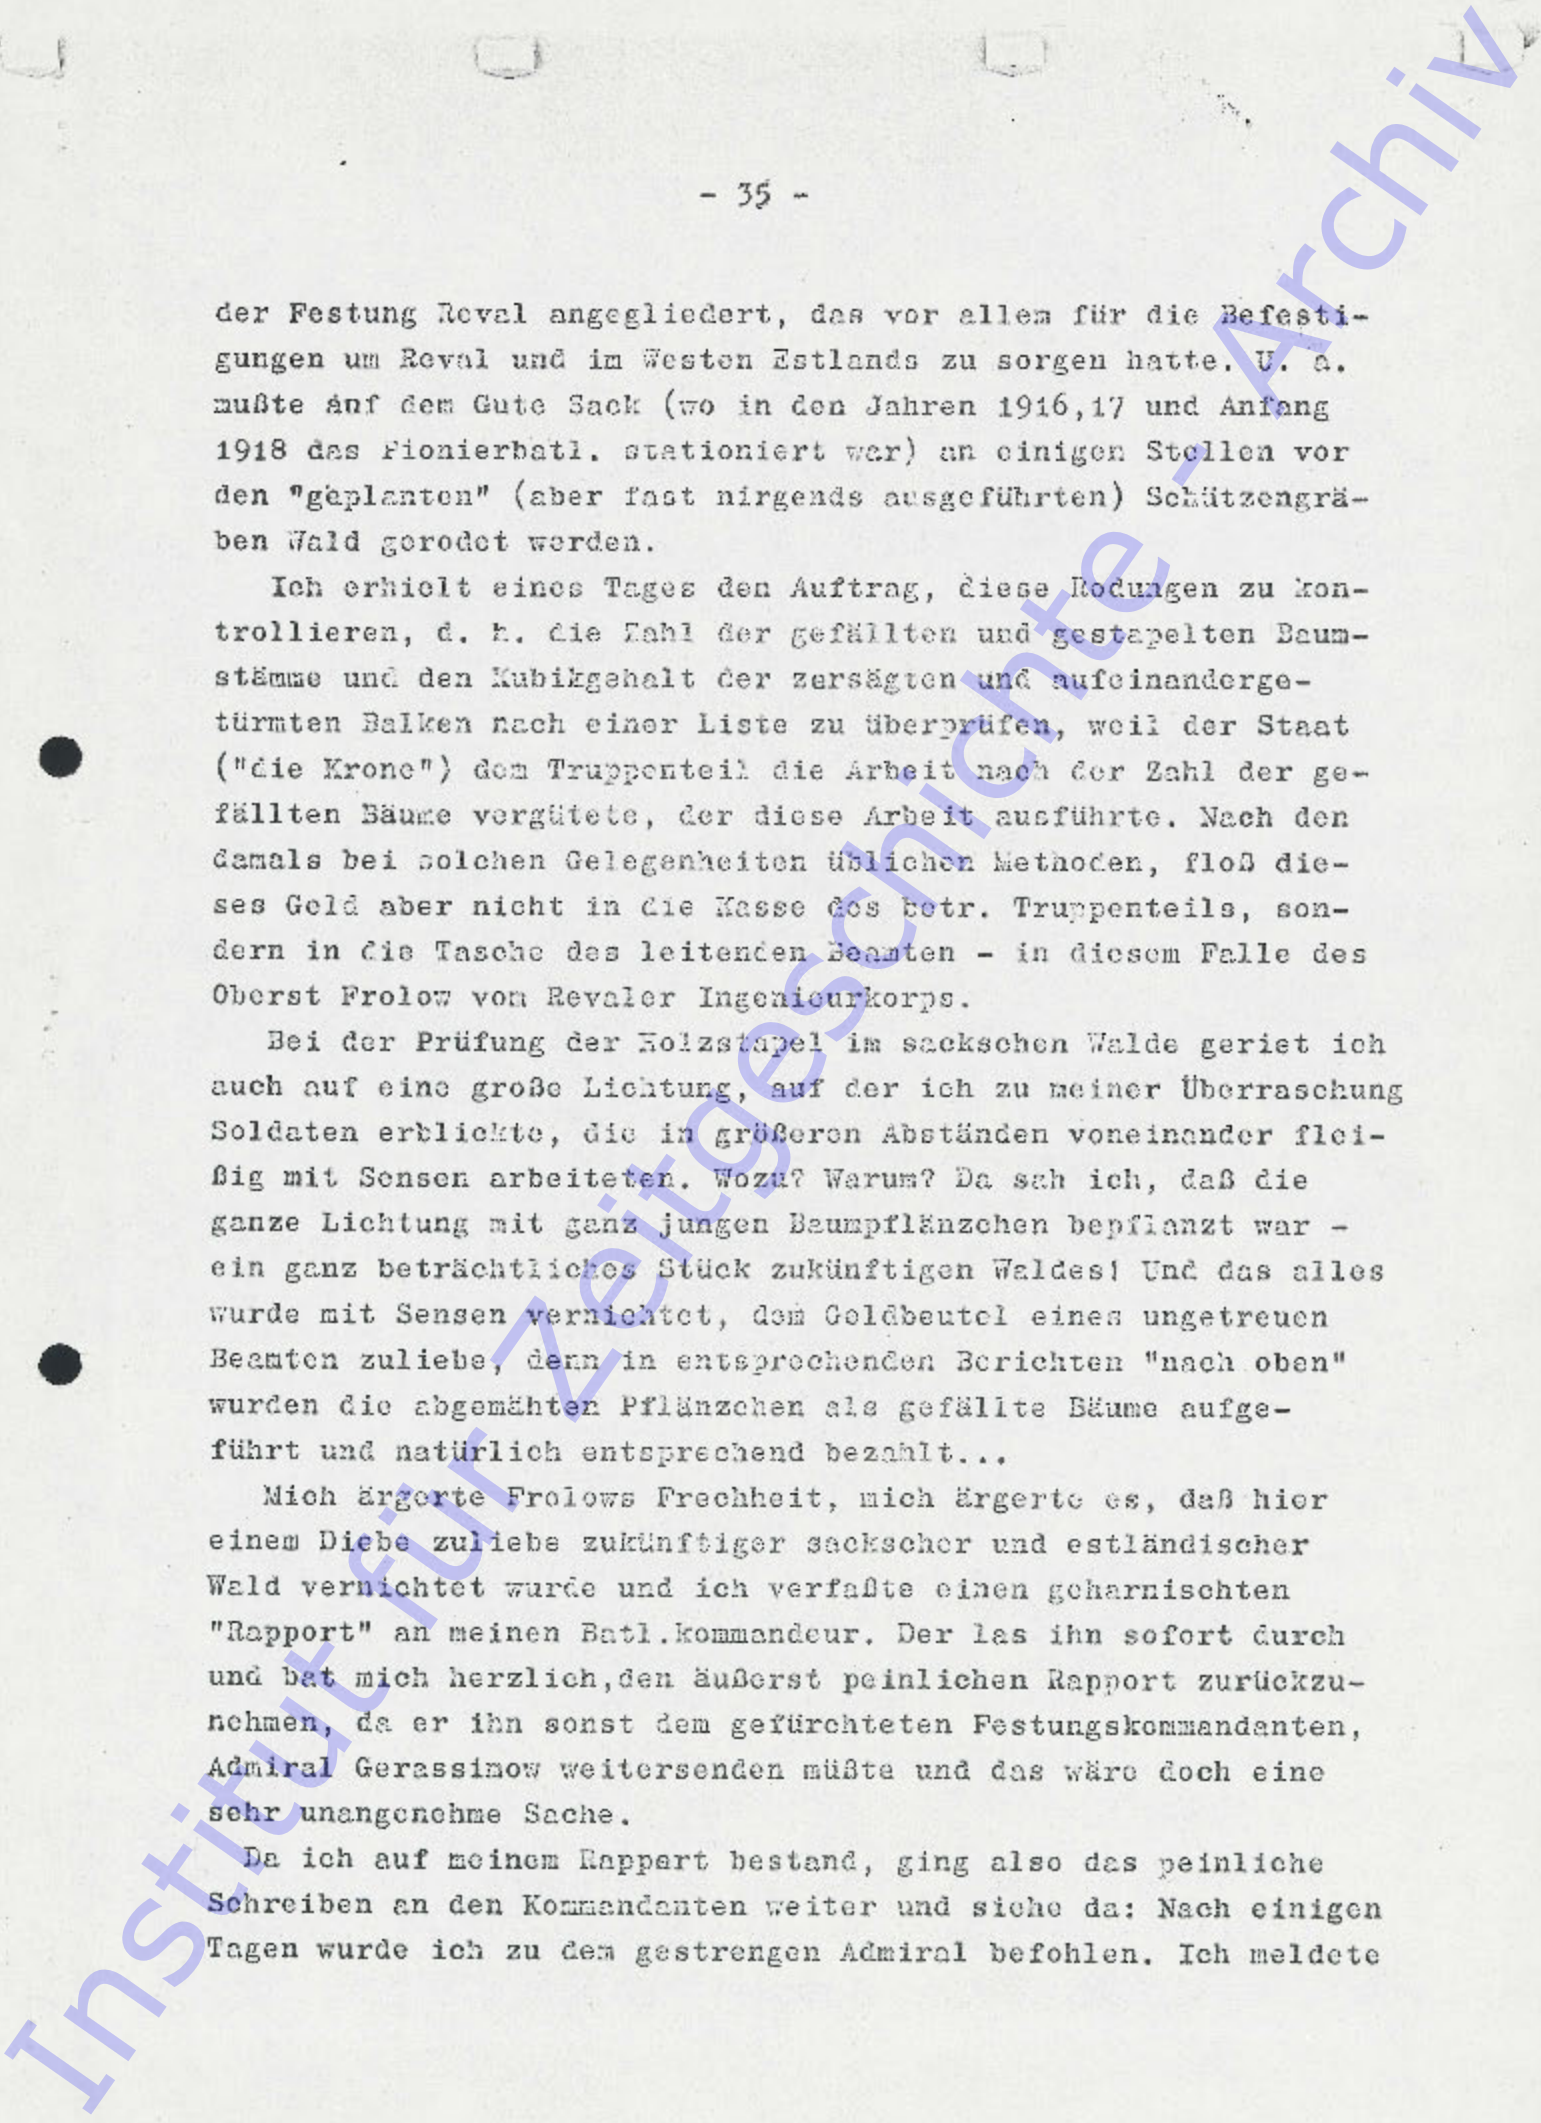 - 35 -
der Festung Reval angegliedert, das vor allem für die Befesti-
gungen um Reval und im Westen Estlands zu sorgen hatte. U. a.
mußte auf dem Gute Sack (wo in den Jahren 1916,17 und Anfang
1918 das Pionierbatl. stationiert war) an einigen Stellen vor
den "geplanten" (aber fast nirgends ausgeführten) Schützengrä-
ben Wald gerodet werden.
Ich erhielt eines Tages den Auftrag, diese Rodungen zu kon-
trollieren, d. h. die Zahl der gefällten und gestapelten Baum-
stämme und den Kubikgehalt der zersägten und aufeinanderge-
türmten Balken nach einer Liste zu überprüfen, weil der Staat
("die Krone") dem Truppenteil die Arbeit nach der Zahl der ge-
fällten Bäume vergütete, der diese Arbeit ausführte. Nach den
damals bei solchen Gelegenheiten üblichen Methoden, floß die-
ses Geld aber nicht in die Kasse des betr. Truppenteils, son-
dern in die Tasche des leitenden Beamten - in diesem Falle des
Oberst Frolow vom Revaler Ingenieurkorps.
Bei der Prüfung der Holzstapel im sackschen Walde geriet ich
auch auf eine große Lichtung, auf der ich zu meiner Überraschung
Soldaten erblickte, die in größeren Abständen voneinander flei-
ßig mit Sensen arbeiteten. Wozu? Warum? Da sah ich, daß die
ganze Lichtung mit ganz jungen Baumpflänzchen bepflanzt war -
ein ganz beträchtliches Stück zukünftigen Waldes! Und das alles
wurde mit Sensen vernichtet, dem Geldbeutel eines ungetreuen
Beamten zuliebe, denn in entsprechenden Berichten "nach oben"
wurden die abgemähten Pflänzchen als gefällte Bäume aufge-
führt und natürlich entsprechend bezahlt...
Mich ärgerte Frolows Frechheit, mich ärgerte es, daß hier
einem Diebe zuliebe zukünftiger sackscher und estländischer
Wald vernichtet wurde und ich verfaßte einen geharnischten
"Rapport" an meinen Batl.kommandeur. Der las ihn sofort durch
und bat mich herzlich,den äußerst peinlichen Rapport zurückzu-
nehmen, da er ihn sonst dem gefürchteten Festungskommandanten,
Admiral Gerassimow weitersenden müßte und das wäre doch eine
sehr unangenehme Sache.
Da ich auf meinem Rapport bestand, ging also das peinliche
Schreiben an den Kommandanten weiter und siehe da: Nach einigen
Tagen wurde ich zu dem gestrengen Admiral befohlen. Ich meldete
Institut für Zeitgeschichte - Archiv